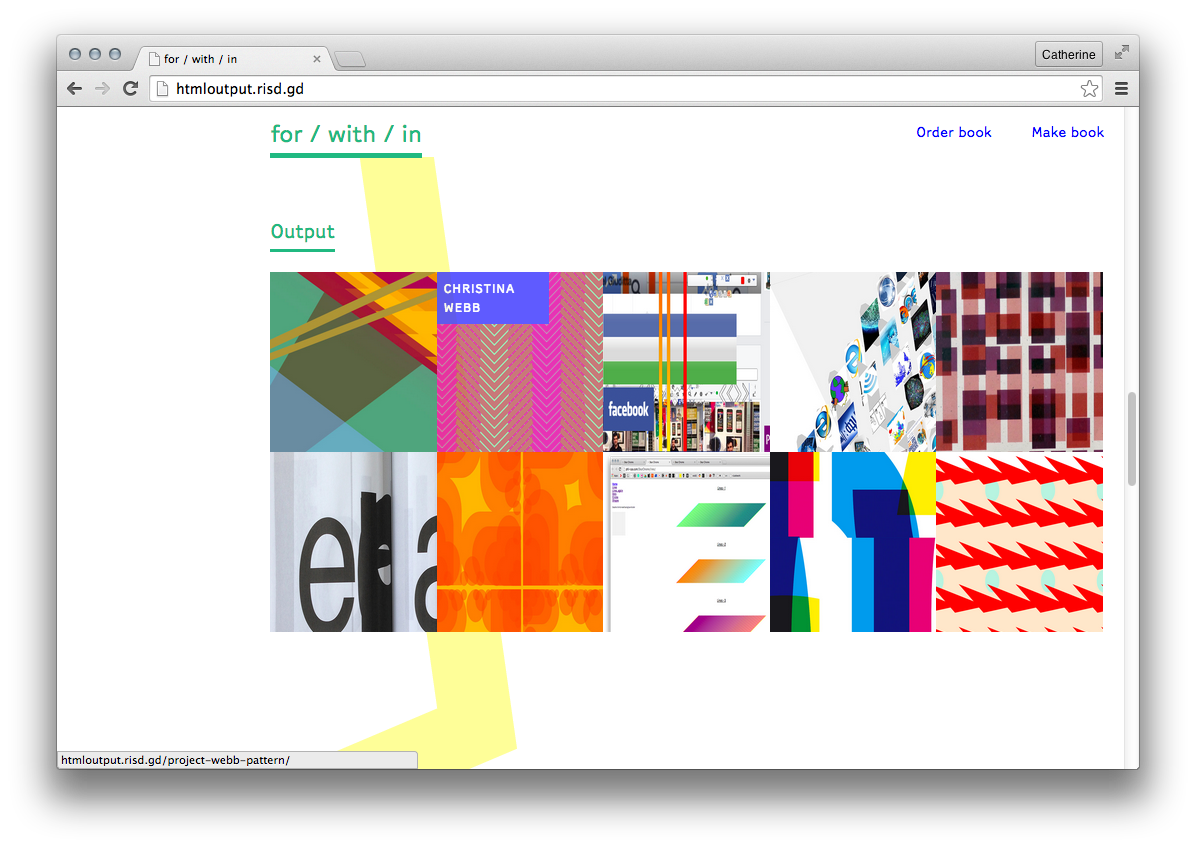 for / with / in
Catherine
htmloutput.risd.gd
for / with / in
Order book
Make book
Output
CHRISTINA
WEBB
facebook
htmloutput.risd.gd/project-webb-pattern/